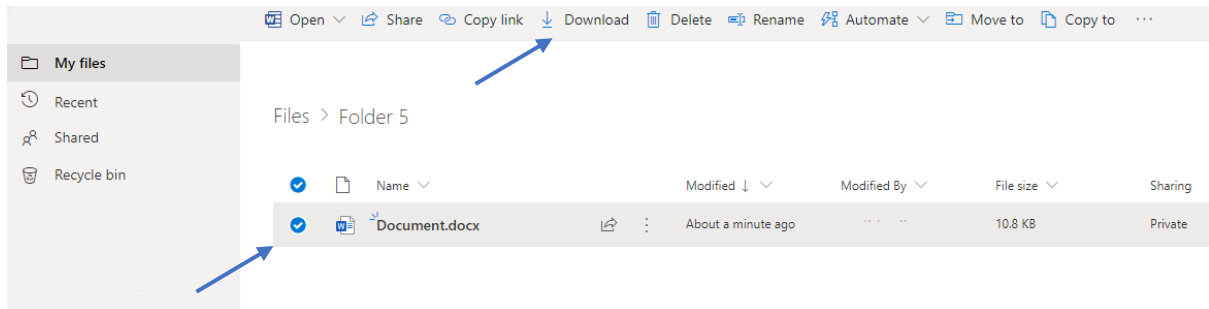 Open Share Copy link Download Delete Rename Automate Move to Copy to ...
My files
Recent
Shared
Recycle bin
Files > Folder 5
Name Modified ↓ Modified By File size Sharing
Document.docx About a minute ago 10.8 KB Private